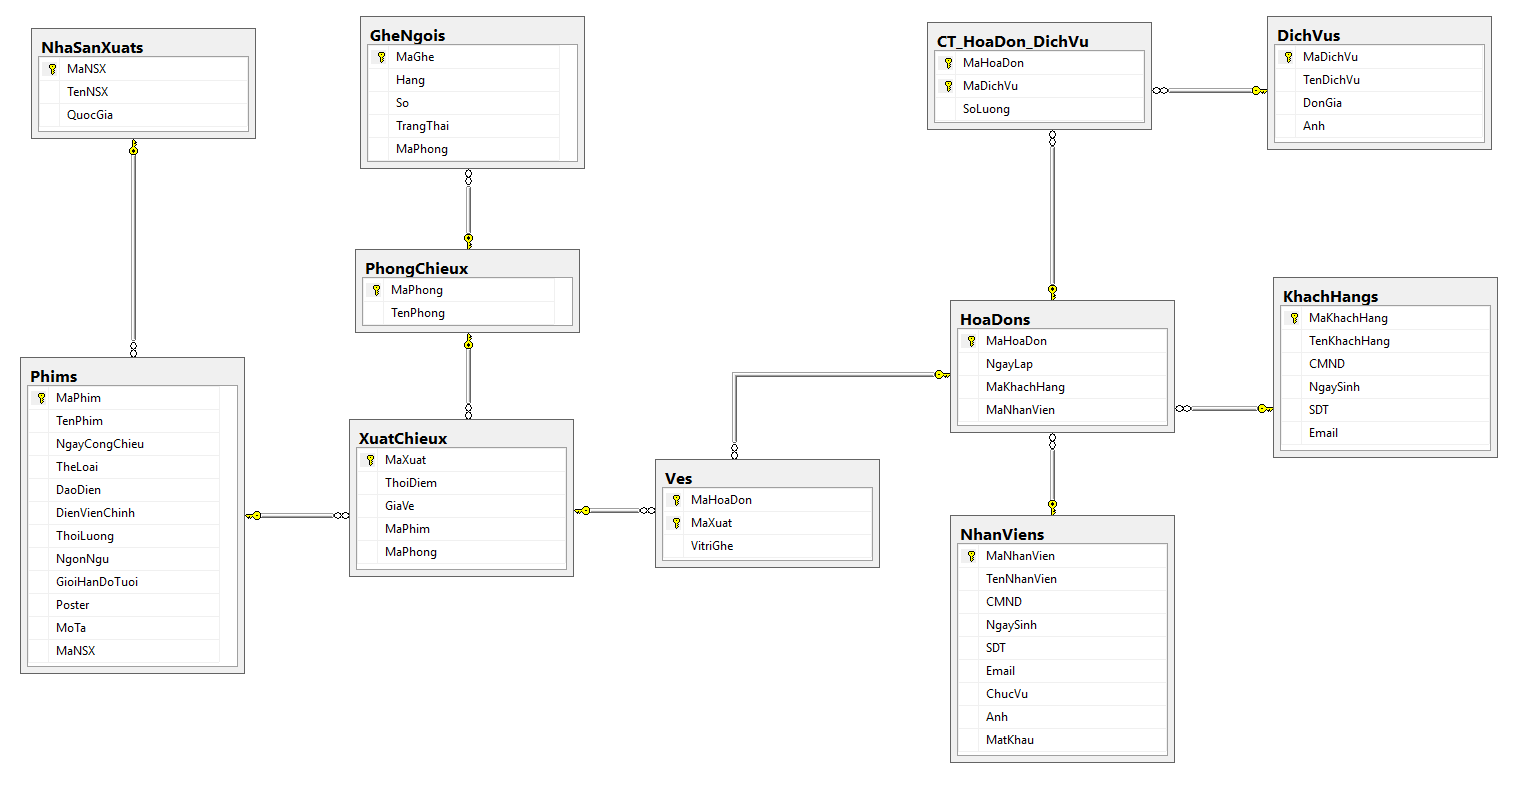 NhaSanXuats
MaNSX
TenNSX
QuocGia
GheNgois
MaGhe
Hang
So
TrangThai
MaPhong
CT_HoaDon_DichVu
MaHoaDon
MaDichVu
SoLuong
DichVus
MaDichVu
TenDichVu
DonGia
Anh
PhongChieux
MaPhong
TenPhong
KhachHangs
MaKhachHang
TenKhachHang
CMND
NgaySinh
SDT
Email
HoaDons
MaHoaDon
NgayLap
MaKhachHang
MaNhanVien
Phims
MaPhim
TenPhim
NgayCongChieu
TheLoai
DaoDien
DienVienChinh
ThoiLuong
NgonNgu
GioiHanDoTuoi
Poster
MoTa
MaNSX
XuatChieux
MaXuat
ThoiDiem
GiaVe
MaPhim
MaPhong
Ves
MaHoaDon
MaXuat
VitriGhe
NhanViens
MaNhanVien
TenNhanVien
CMND
NgaySinh
SDT
Email
ChucVu
Anh
MatKhau